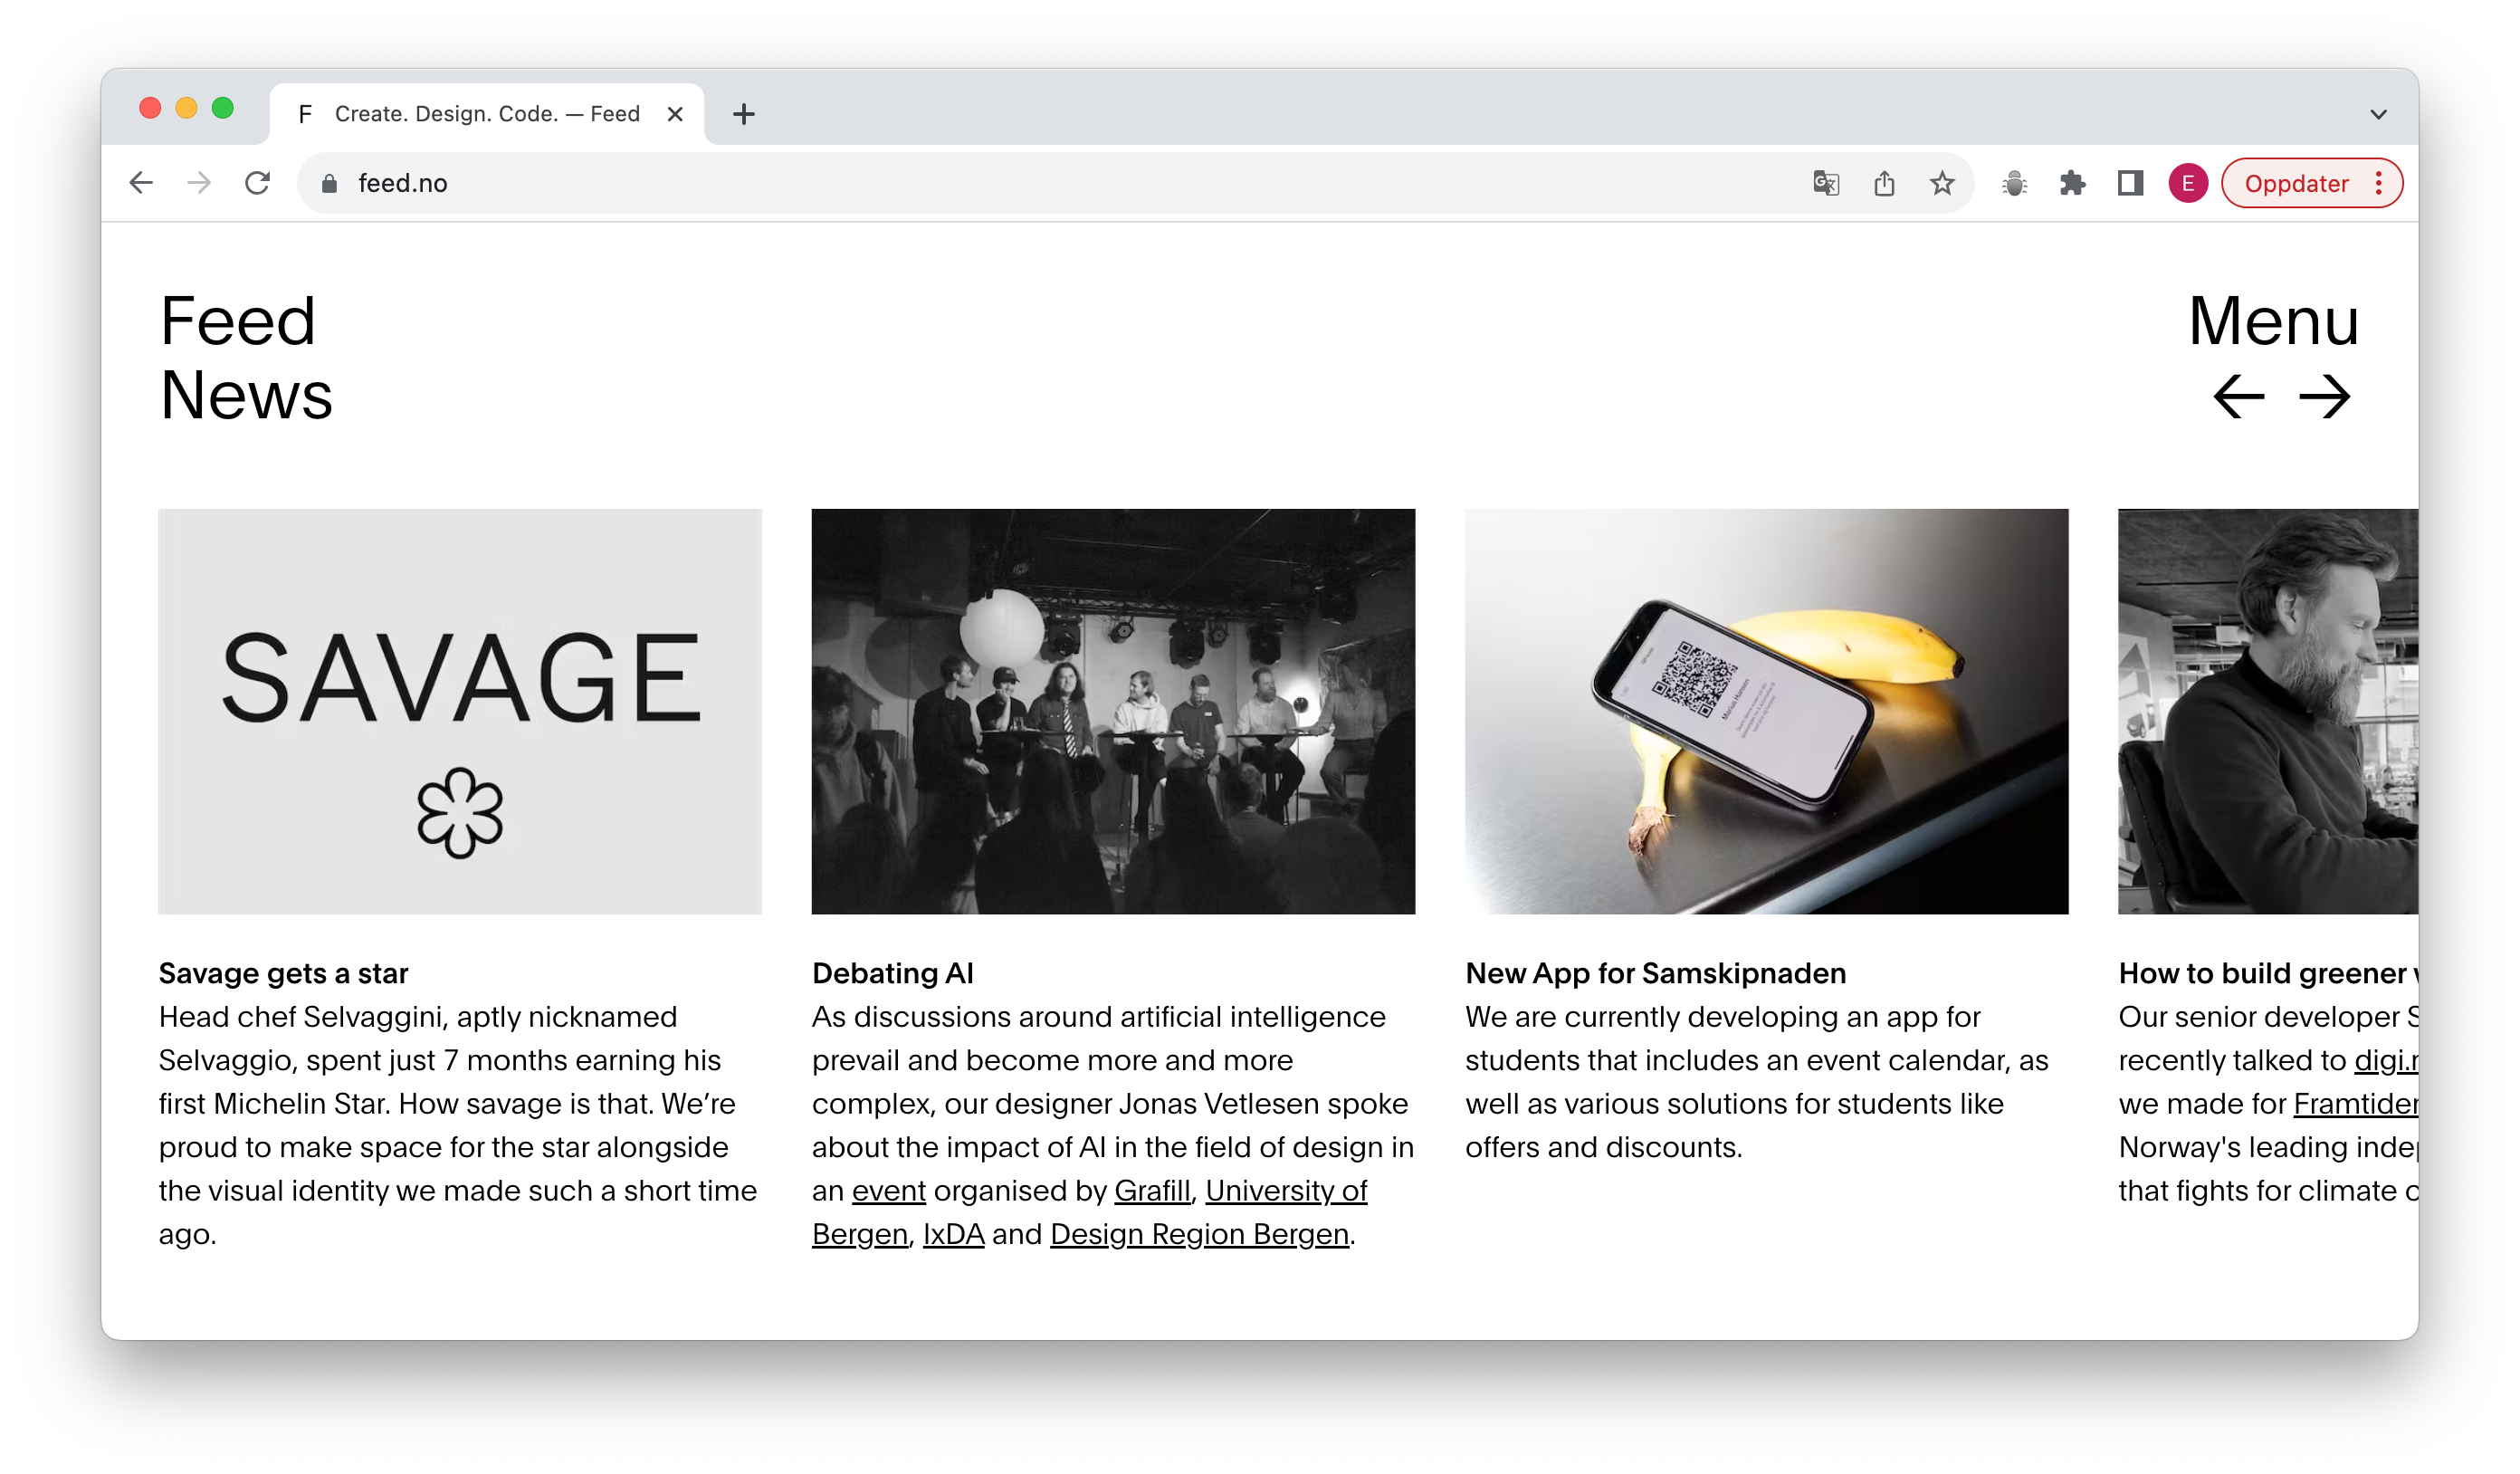 F Create. Design. Code. — Feed
feed.no
E
Oppdater
Feed
News
Menu
SAVAGE
Savage gets a star
Head chef Selvaggini, aptly nicknamed
Selvaggio, spent just 7 months earning his
first Michelin Star. How savage is that. We’re
proud to make space for the star alongside
the visual identity we made such a short time
ago.
Debating AI
As discussions around artificial intelligence
prevail and become more and more
complex, our designer Jonas Vetlesen spoke
about the impact of AI in the field of design in
an event organised by Grafill, University of
Bergen, IxDA and Design Region Bergen.
Marius Hansen
New App for Samskipnaden
We are currently developing an app for
students that includes an event calendar, as
well as various solutions for students like
offers and discounts.
How to build greener
Our senior developer S
recently talked to digi.
we made for Framtiden
Norway's leading indep
that fights for climate